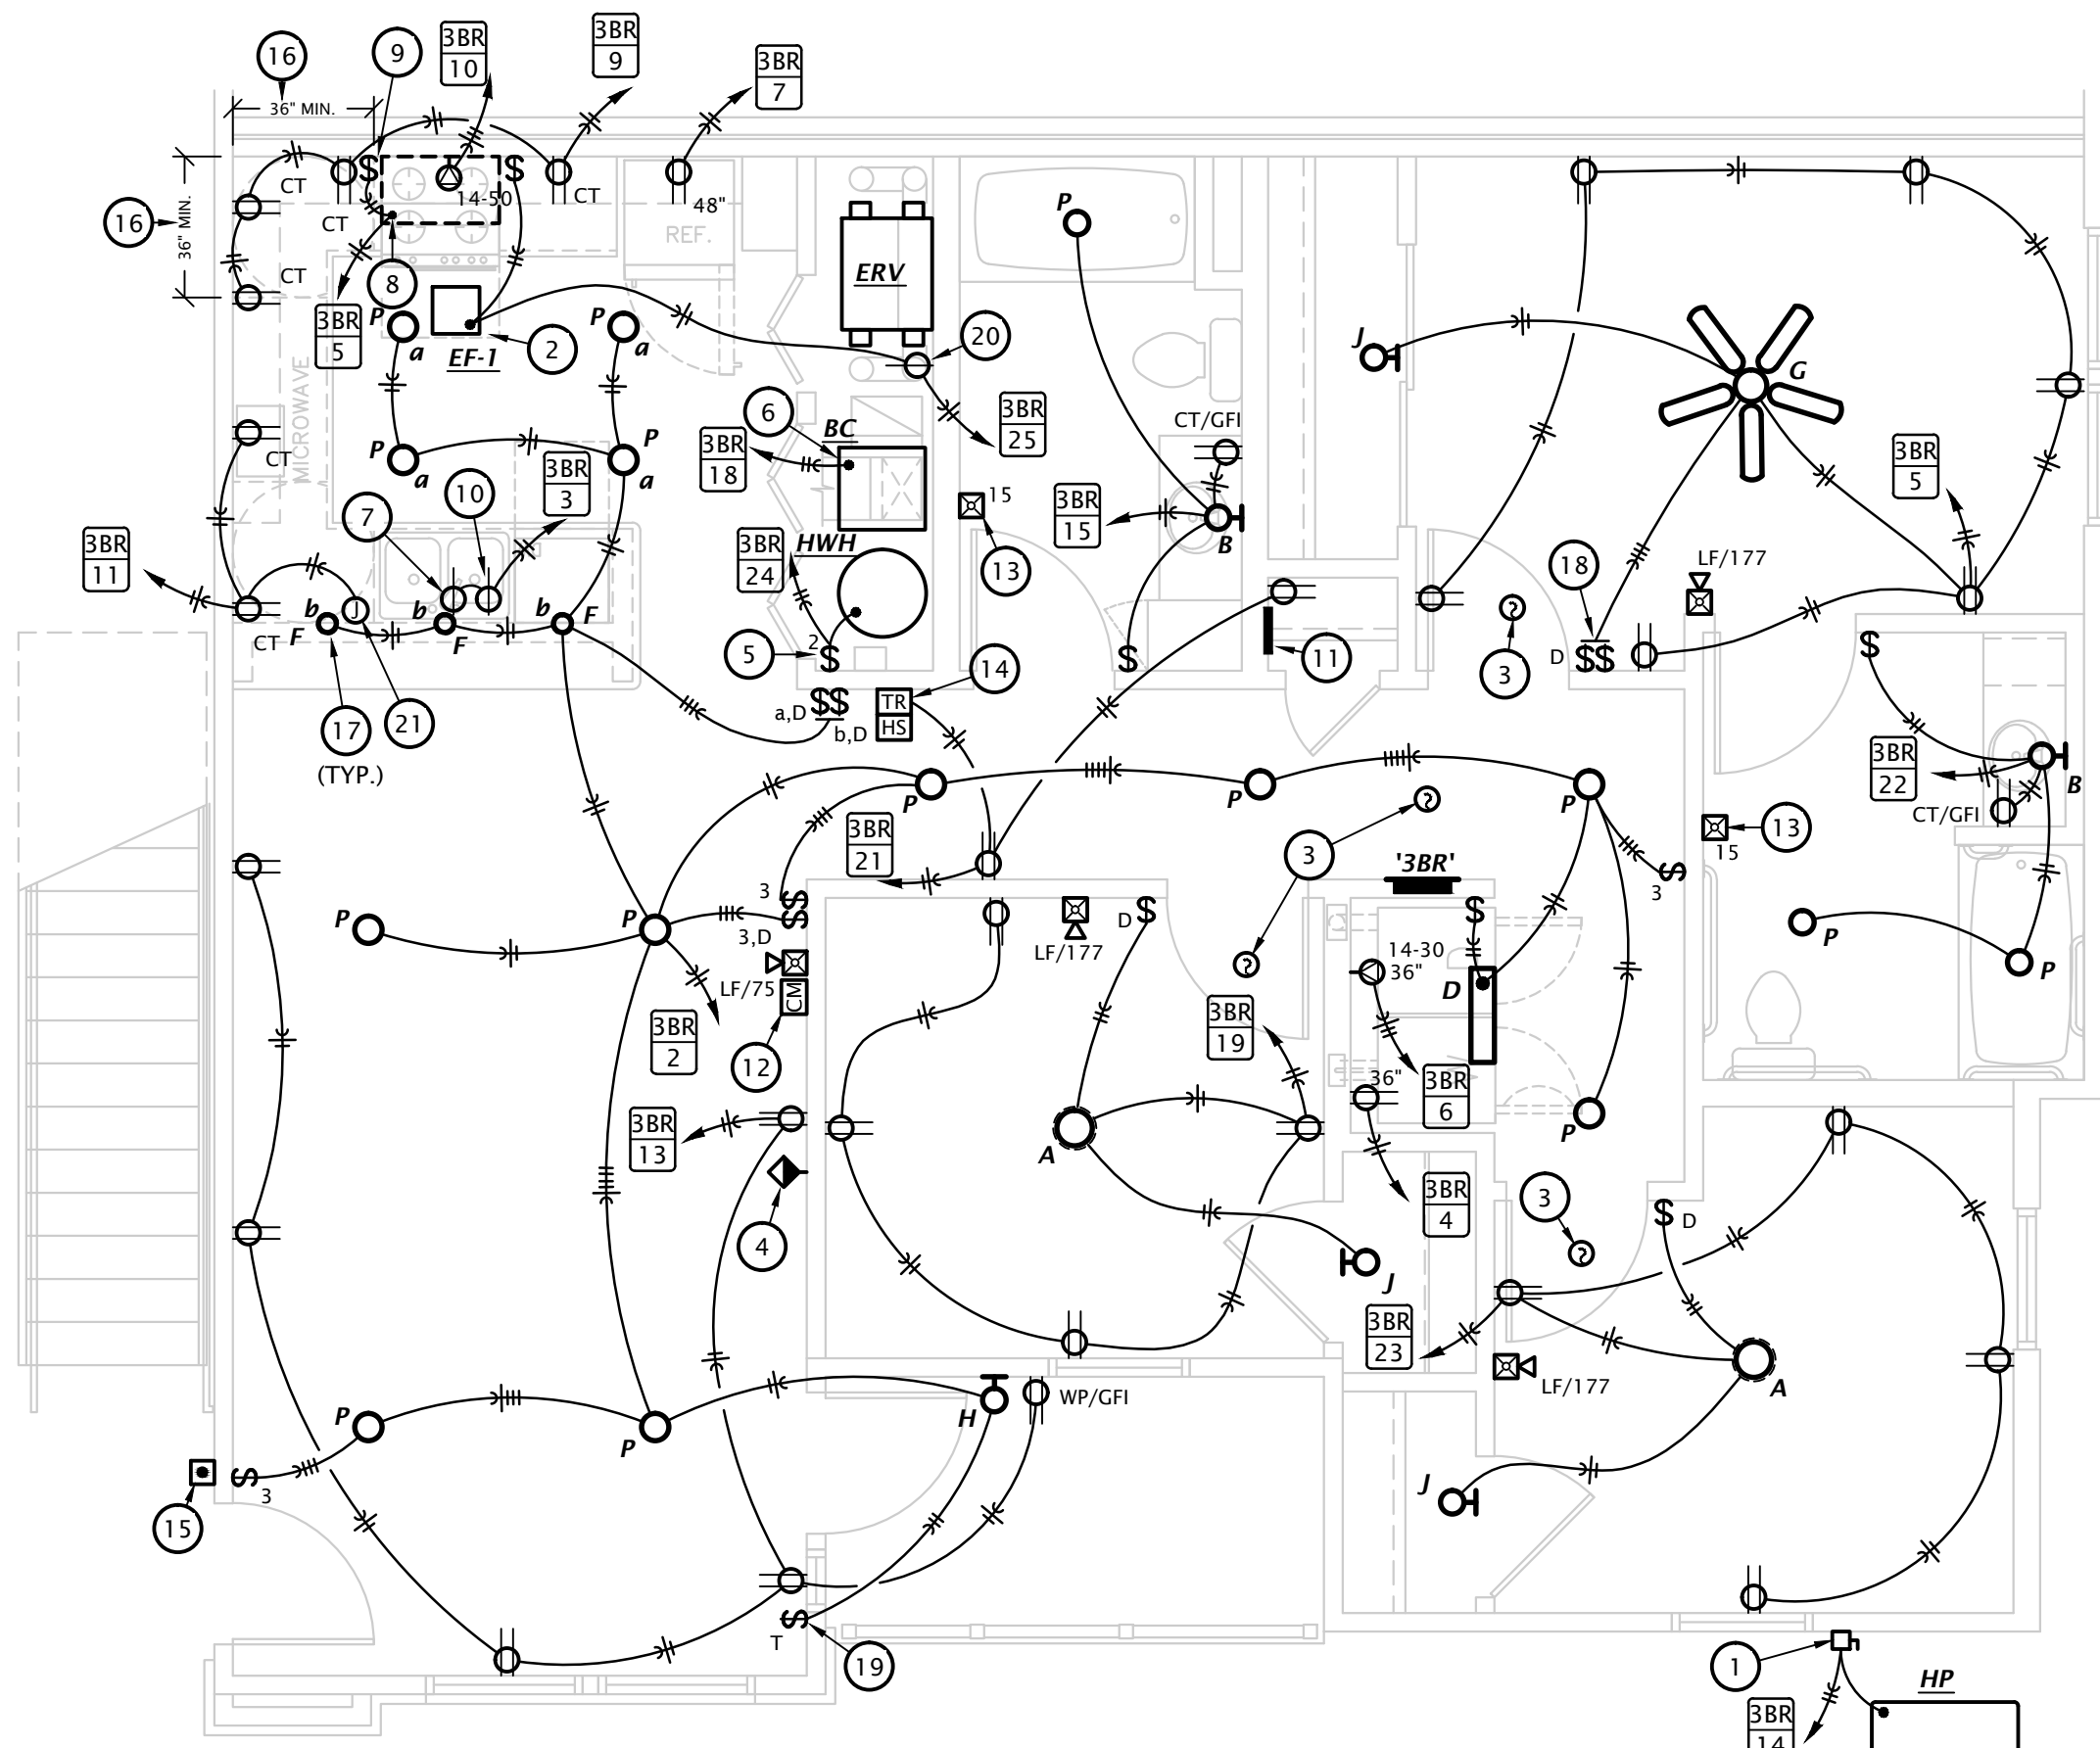 16
9
3BR
10
3BR
9
3BR
7
36" MIN.
16
36" MIN.
CT
CT
CT
14-50
CT
48"
REF.
8
3BR
5
P
a
EF-1
2
P
a
ERV
20
3BR
25
P
J
G
MICROWAVE
CT
P
a
P
a
6
BC
3BR
18
CT/GFI
3BR
15
B
3BR
5
10
3BR
3
7
15
13
3BR
11
HWH
3BR
24
18
LF/177
CT
b
F
J
b
F
b
F
5
2
14
11
3
D
17
(TYP.)
21
a,D
b,D
TR
HS
3BR
22
B
CT/GFI
P
P
P
3
3BR
21
'3BR'
13
15
3
P
P
3
3,D
D
LF/177
LF/75
CM
12
3BR
2
14-30
36"
D
P
P
3BR
19
3BR
6
36"
3BR
13
A
P
4
3BR
4
3
D
J
3BR
23
LF/177
A
WP/GFI
H
P
P
3
15
J
T
19
1
HP
3BR
14